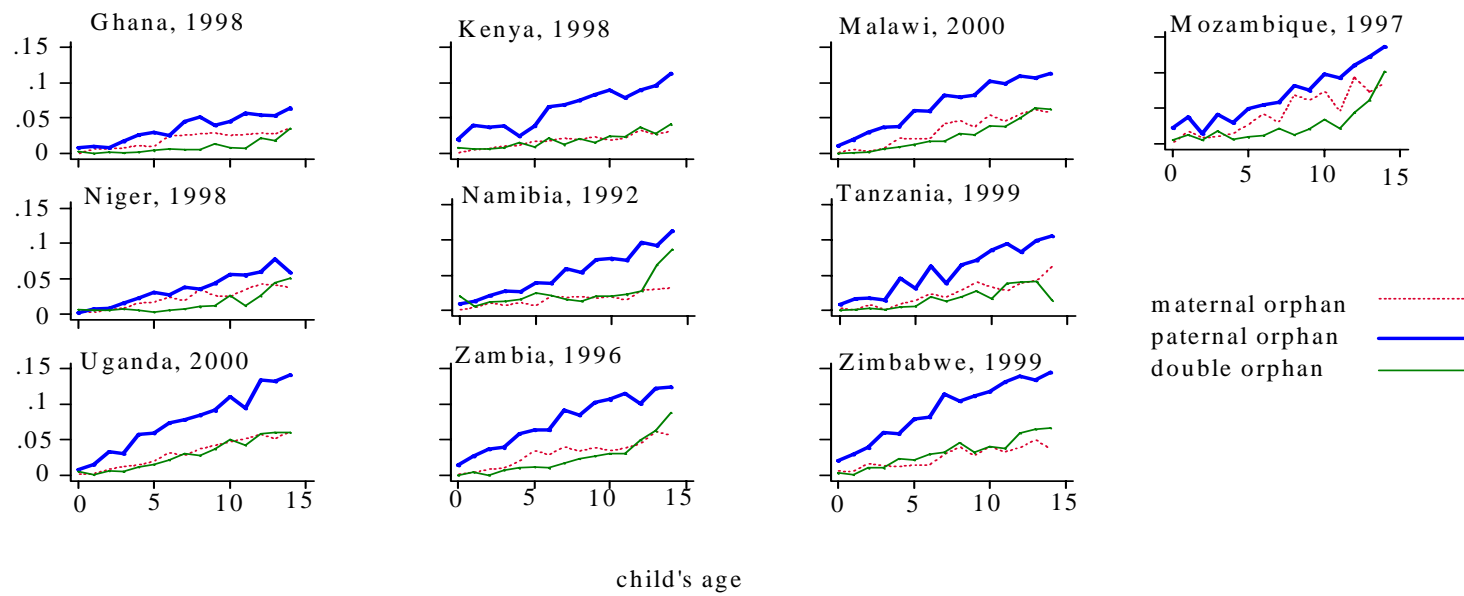 Ghana, 1998
.15
.1
.05
0
Kenya, 1998
Malawi, 2000
Mozambique, 1997
0 5 10 15
Niger, 1998
.15
.1
.05
0
Namibia, 1992
Tanzania, 1999
maternal orphan
paternal orphan
double orphan
Uganda, 2000
.15
.1
.05
0
0 5 10 15
Zambia, 1996
0 5 10 15
Zimbabwe, 1999
0 5 10 15
child's age